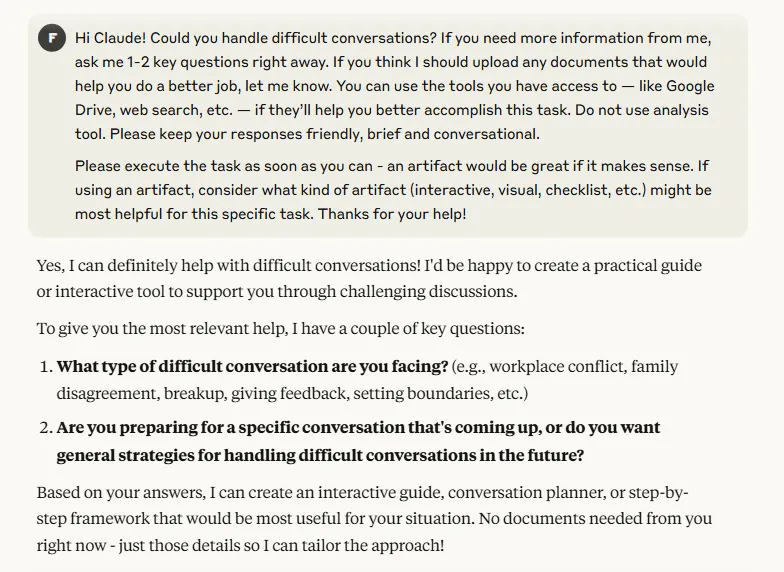 F
Hi Claude! Could you handle difficult conversations? If you need more information from me,
ask me 1-2 key questions right away. If you think I should upload any documents that would
help you do a better job, let me know. You can use the tools you have access to — like Google
Drive, web search, etc. — if they'll help you better accomplish this task. Do not use analysis
tool. Please keep your responses friendly, brief and conversational.
Please execute the task as soon as you can - an artifact would be great if it makes sense. If
using an artifact, consider what kind of artifact (interactive, visual, checklist, etc.) might be
most helpful for this specific task. Thanks for your help!
Yes, I can definitely help with difficult conversations! I'd be happy to create a practical guide
or interactive tool to support you through challenging discussions.
To give you the most relevant help, I have a couple of key questions:
1. What type of difficult conversation are you facing? (e.g., workplace conflict, family
disagreement, breakup, giving feedback, setting boundaries, etc.)
2. Are you preparing for a specific conversation that's coming up, or do you want
general strategies for handling difficult conversations in the future?
Based on your answers, I can create an interactive guide, conversation planner, or step-by-
step framework that would be most useful for your situation. No documents needed from you
right now - just those details so I can tailor the approach!